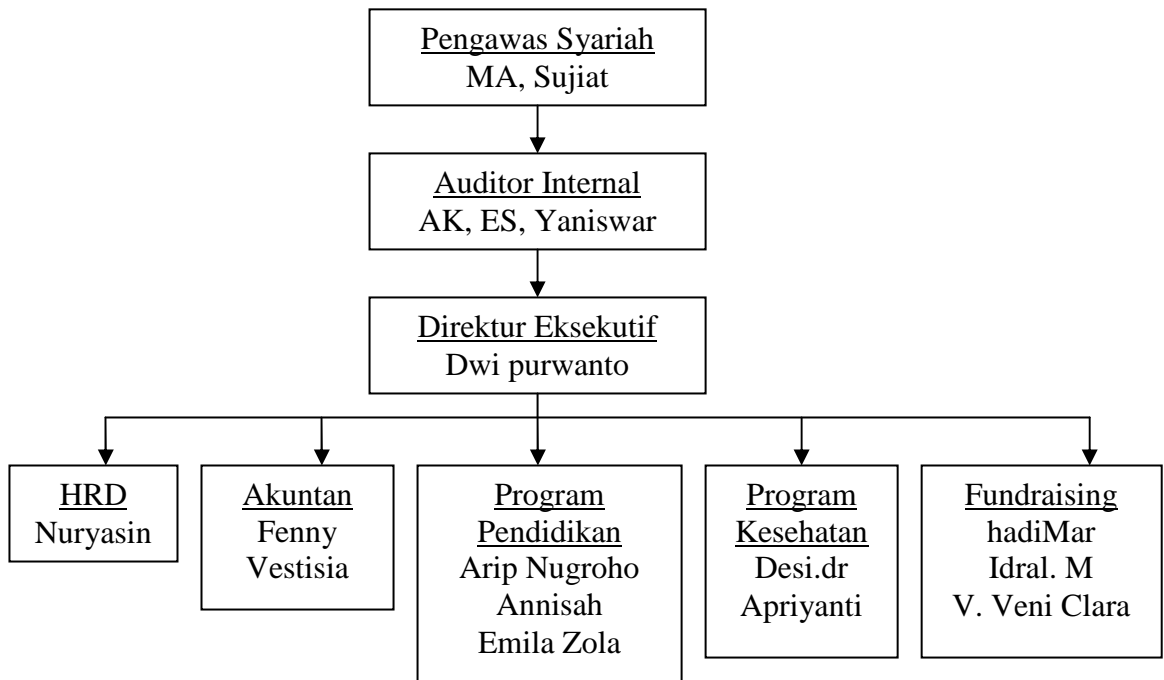 Pengawas Syariah
MA, Sujiat
Auditor Internal
AK, ES, Yaniswar
Direktur Eksekutif
Dwi purwanto
HRD
Nuryasin
Akuntan
Fenny
Vestisia
Program
Pendidikan
Arip Nugroho
Annisah
Emila Zola
Program
Kesehatan
Desi.dr
Apriyanti
Fundraising
hadiMar
Idral. M
V. Veni Clara